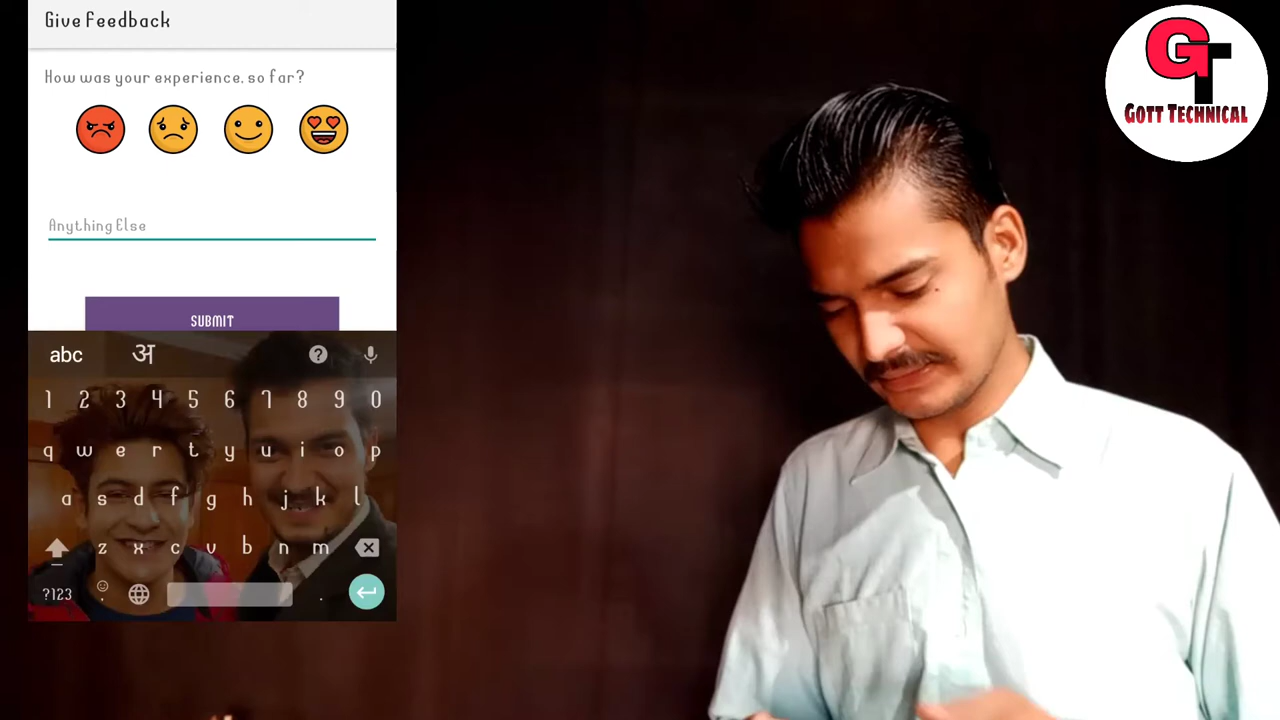 Give Feedback
How was your experience, so far?
Anything Else
SUBMIT
abc अ ?
1 2 3 4 5 6 7 8 9 0
q w e r t y u i o p
a s d f g h j k l
z x c v b n m
?123 .
GT
GOTT TECHNICAL